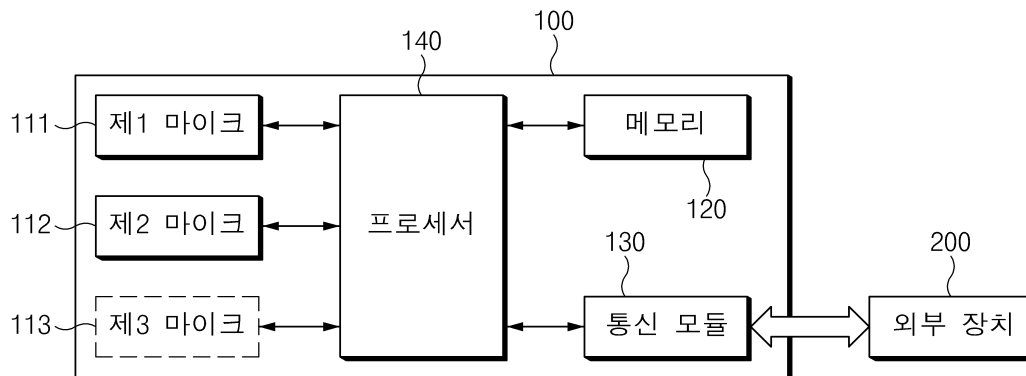 140
100
111
제1 마이크
메모리
120
112
제2 마이크
프로세서
130
200
113
제3 마이크
통신 모듈
외부 장치